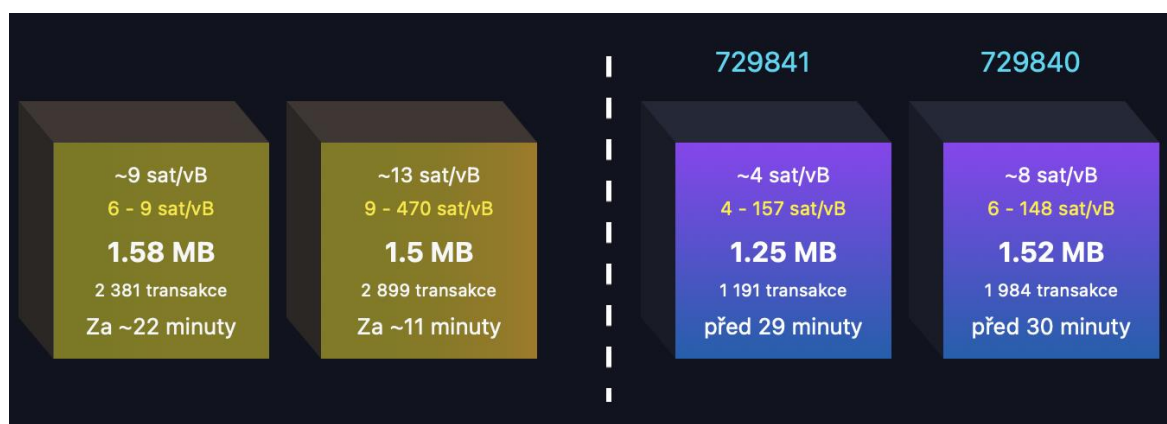 729841
729840
~9 sat/vB
6 - 9 sat/vB
1.58 MB
2 381 transakce
Za ~22 minuty
~13 sat/vB
9 - 470 sat/vB
1.5 MB
2 899 transakce
Za ~11 minuty
~4 sat/vB
4 - 157 sat/vB
1.25 MB
1 191 transakce
před 29 minuty
~8 sat/vB
6 - 148 sat/vB
1.52 MB
1 984 transakce
před 30 minuty